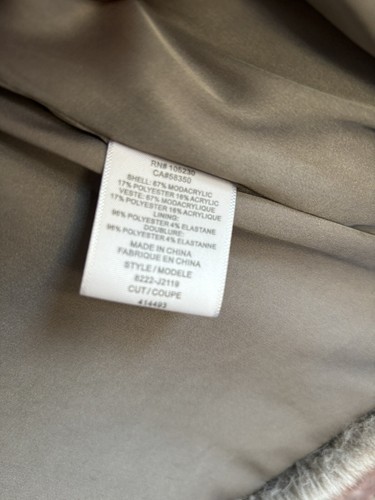 RN# 105230
CA#58350
SHELL: 67% MODACRYLIC
17% POLYESTER 16% ACRYLIC
VESTE: 67% MODACRYLIQUE
17% POLYESTER 16% ACRYLIQUE
LINING:
96% POLYESTER 4% ELASTANE
DOUBLURE:
96% POLYESTER 4% ELASTHANNE
MADE IN CHINA
FABRIQUE EN CHINA
STYLE / MODELE
8222-J2119
CUT / COUPE
414493